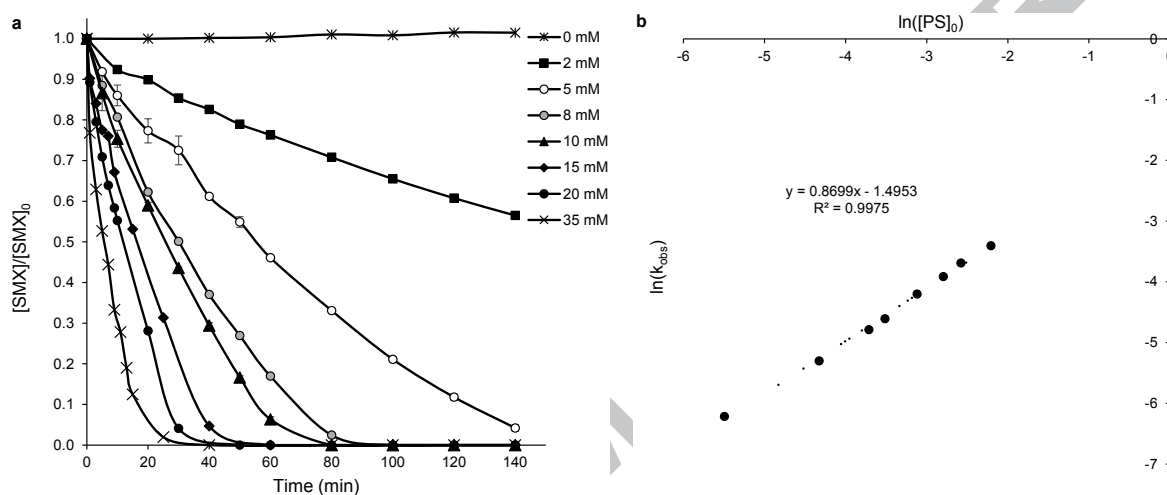 a
[SMX]/[SMX]0
1.0
0.9
0.8
0.7
0.6
0.5
0.4
0.3
0.2
0.1
0.0
0 20 40 60 80 100 120 140
Time (min)
0 mM
2 mM
5 mM
8 mM
10 mM
15 mM
20 mM
35 mM
b
ln([PS]0)
-6 -5 -4 -3 -2 -1 0
-1
-2
-3
-4
-5
-6
-7
y = 0.8699x - 1.4953
R² = 0.9975
ln(kobs)